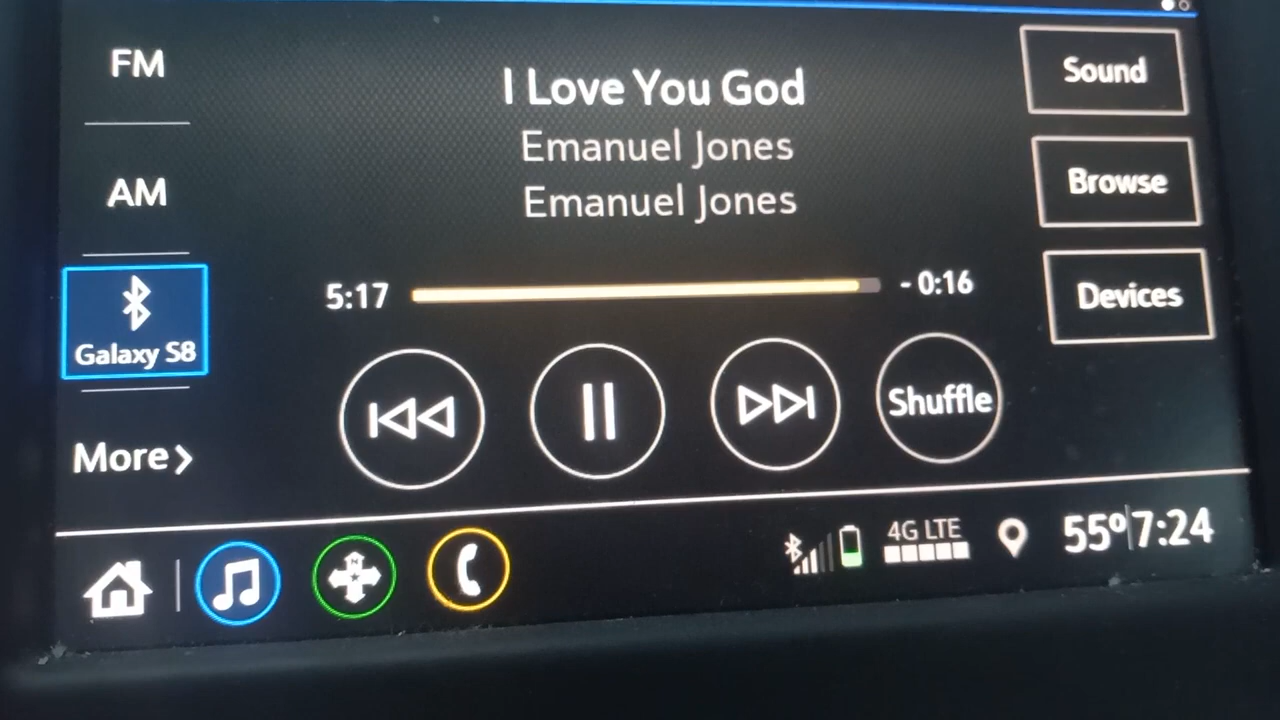 FM
AM
Galaxy S8
More
I Love You God
Emanuel Jones
Emanuel Jones
5:17
- 0:16
Shuffle
Sound
Browse
Devices
4G LTE
55° 7:24